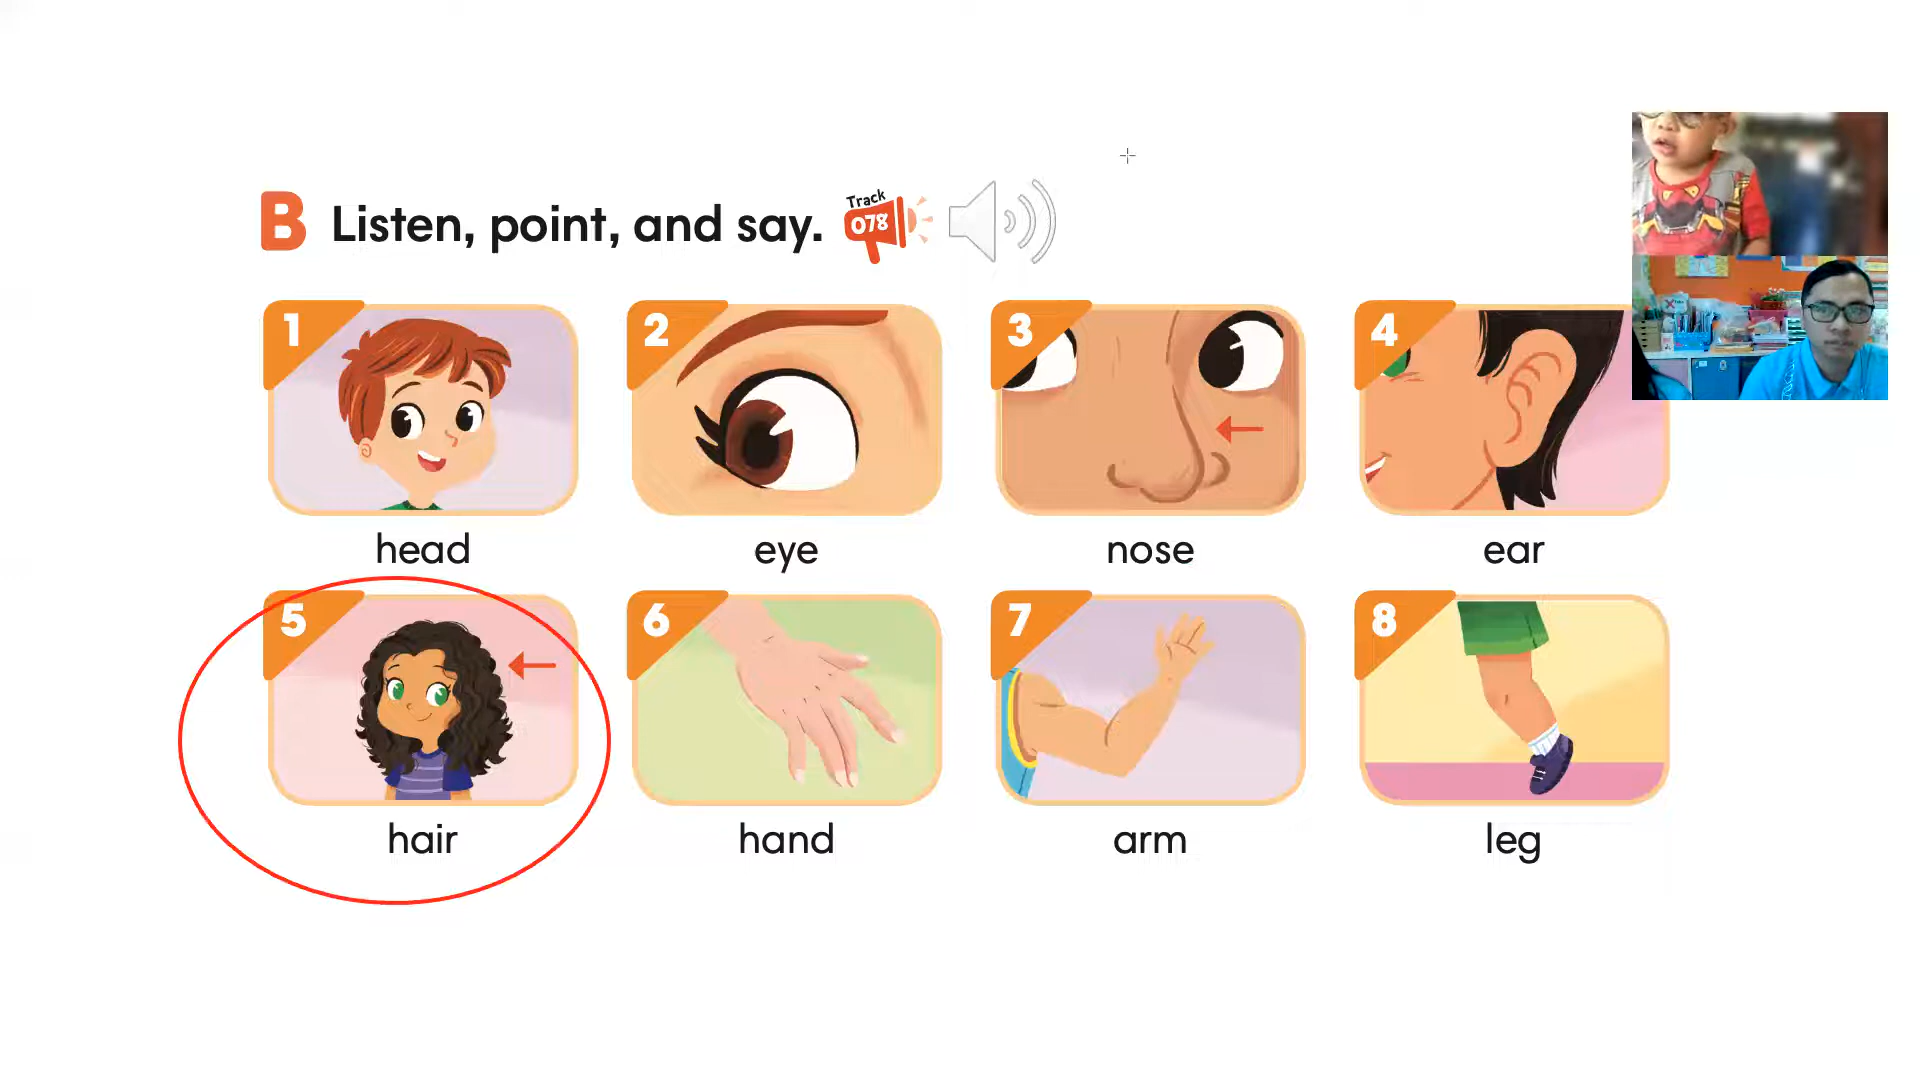 B Listen, point, and say. Track 078
1 2 3 4
head eye nose ear
5 6 7 8
hair hand arm leg